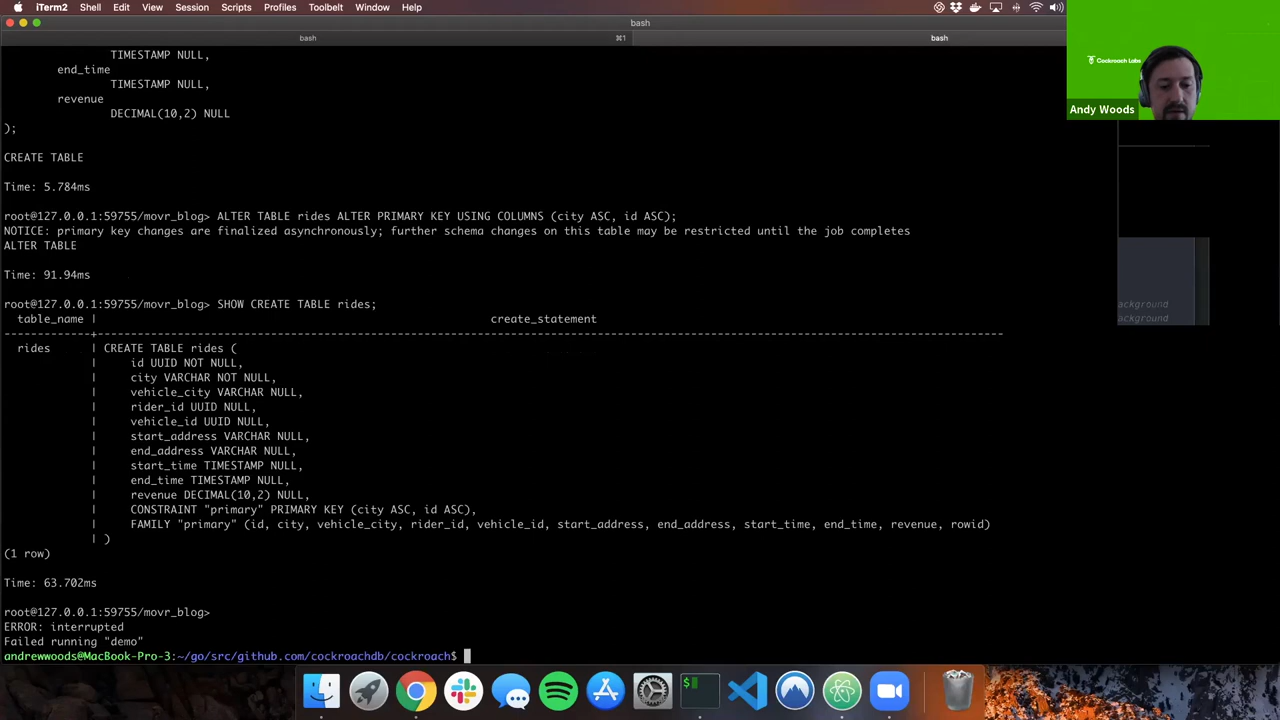 iTerm2 Shell Edit View Session Scripts Profiles Toolbelt Window Help
bash
bash ⌘1 bash
TIMESTAMP NULL,
end_time
TIMESTAMP NULL,
revenue
DECIMAL(10,2) NULL
);
CREATE TABLE
Time: 5.784ms
root@127.0.0.1:59755/movr_blog> ALTER TABLE rides ALTER PRIMARY KEY USING COLUMNS (city ASC, id ASC);
NOTICE: primary key changes are finalized asynchronously; further schema changes on this table may be restricted until the job completes
ALTER TABLE
Time: 91.94ms
root@127.0.0.1:59755/movr_blog> SHOW CREATE TABLE rides;
table_name | create_statement
-------------+----------------------------------------------------------------------------------------------------------------------------------------
rides | CREATE TABLE rides (
| id UUID NOT NULL,
| city VARCHAR NOT NULL,
| vehicle_city VARCHAR NULL,
| rider_id UUID NULL,
| vehicle_id UUID NULL,
| start_address VARCHAR NULL,
| end_address VARCHAR NULL,
| start_time TIMESTAMP NULL,
| end_time TIMESTAMP NULL,
| revenue DECIMAL(10,2) NULL,
| CONSTRAINT "primary" PRIMARY KEY (city ASC, id ASC),
| FAMILY "primary" (id, city, vehicle_city, rider_id, vehicle_id, start_address, end_address, start_time, end_time, revenue, rowid)
| )
(1 row)
Time: 63.702ms
root@127.0.0.1:59755/movr_blog>
ERROR: interrupted
Failed running "demo"
andrewwoods@MacBook-Pro-3:~/go/src/github.com/cockroachdb/cockroach$
Cockroach Labs
Andy Woods
ackground
ackground